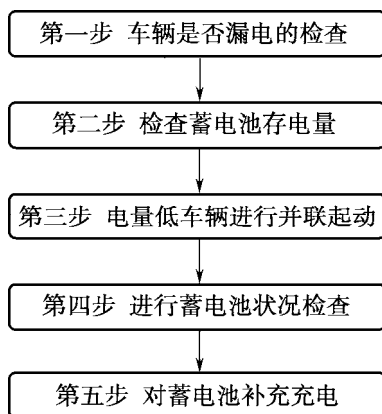 第一步 车辆是否漏电的检查
第二步 检查蓄电池存电量
第三步 电量低车辆进行并联起动
第四步 进行蓄电池状况检查
第五步 对蓄电池补充充电